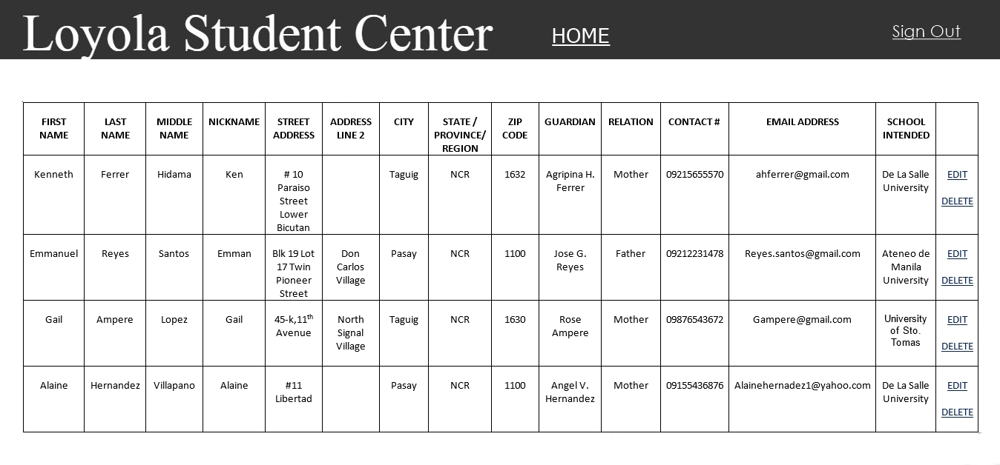 Loyola Student Center HOME Sign Out
FIRST NAME LAST NAME MIDDLE NAME NICKNAME STREET ADDRESS ADDRESS LINE 2 CITY STATE / PROVINCE/ REGION ZIP CODE GUARDIAN RELATION CONTACT # EMAIL ADDRESS SCHOOL INTENDED
Kenneth Ferrer Hidama Ken # 10 Paraiso Street Lower Bicutan Taguig NCR 1632 Agripina H. Ferrer Mother 09215655570 ahferrer@gmail.com De La Salle University EDIT DELETE
Emmanuel Reyes Santos Emman Blk 19 Lot 17 Twin Pioneer Street Don Carlos Village Pasay NCR 1100 Jose G. Reyes Father 09212231478 Reyes.santos@gmail.com Ateneo de Manila University EDIT DELETE
Gail Ampere Lopez Gail 45-k,11th Avenue North Signal Village Taguig NCR 1630 Rose Ampere Mother 09876543672 Gampere@gmail.com University of Sto. Tomas EDIT DELETE
Alaine Hernandez Villapano Alaine #11 Libertad Pasay NCR 1100 Angel V. Hernandez Mother 09155436876 Alainehernadez1@yahoo.com De La Salle University EDIT DELETE